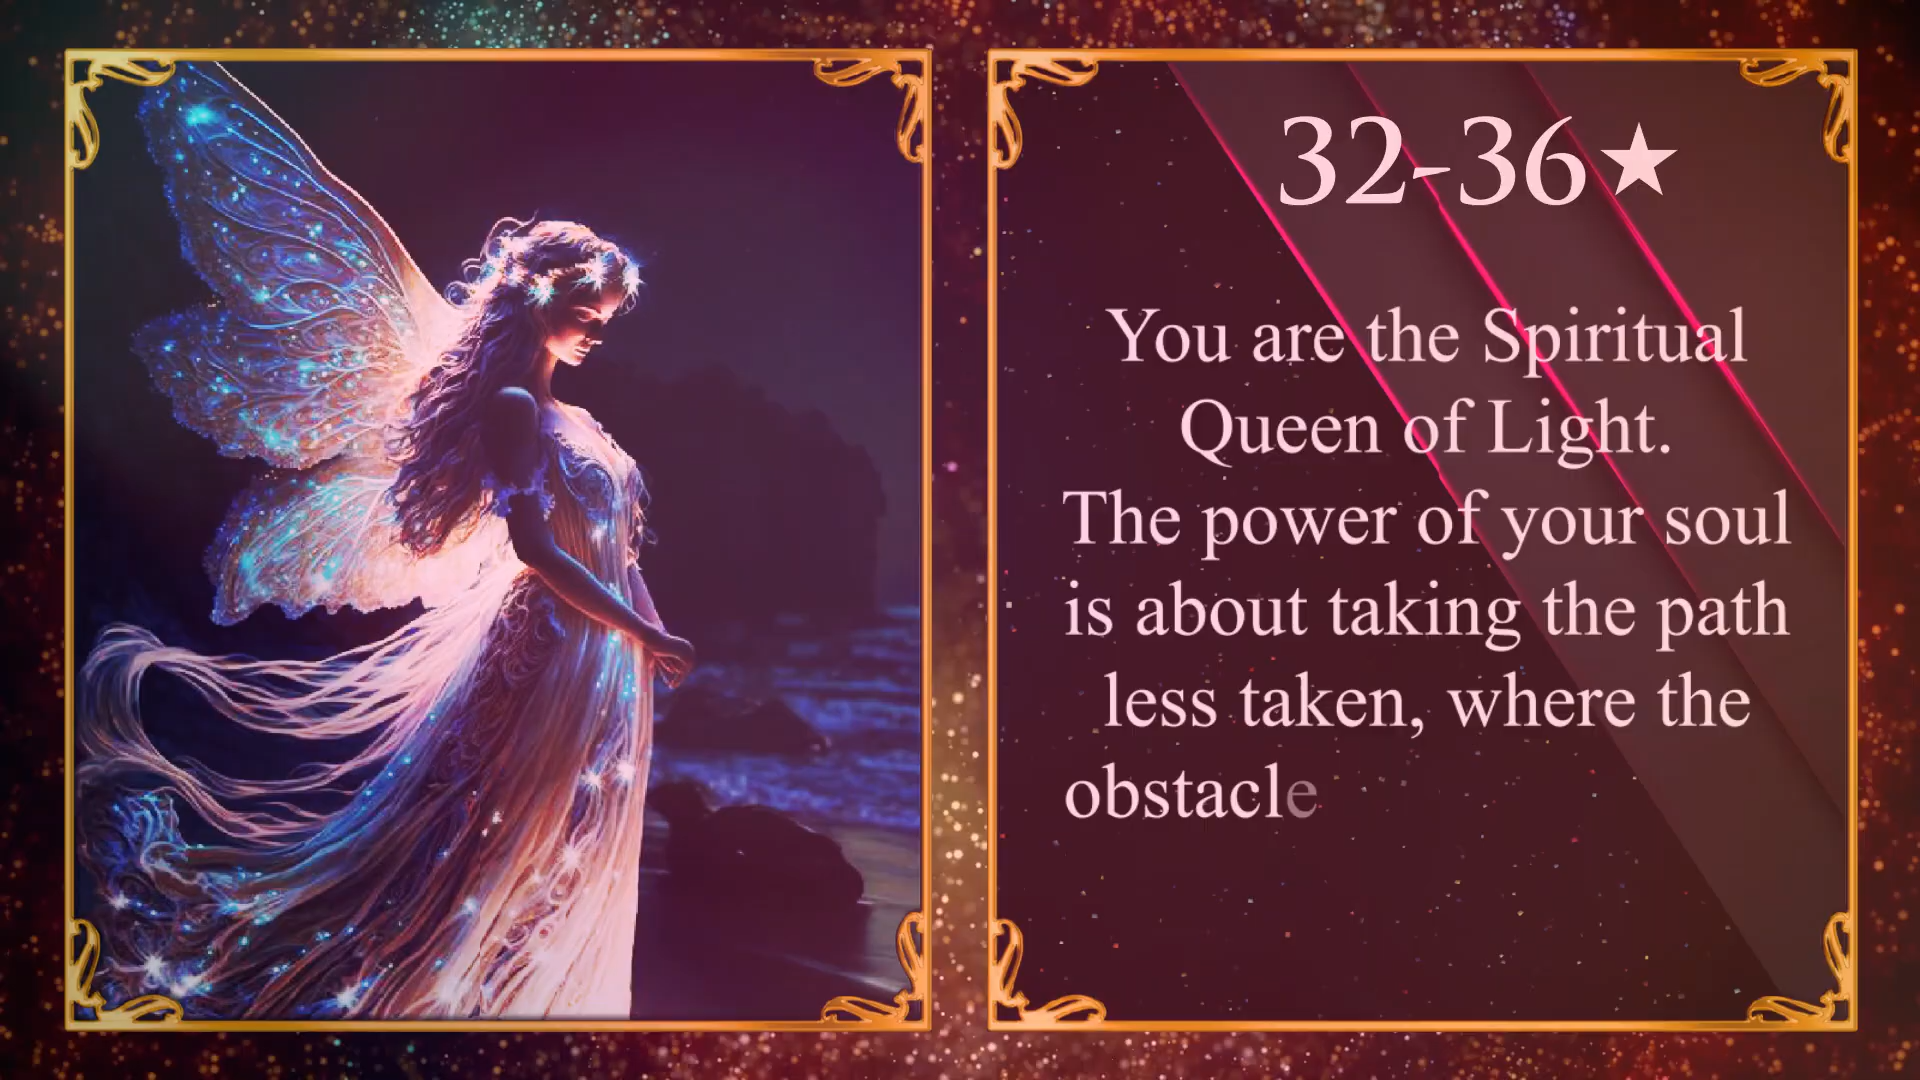 32-36★
You are the Spiritual
Queen of Light.
The power of your soul
is about taking the path
less taken, where the
obstacle